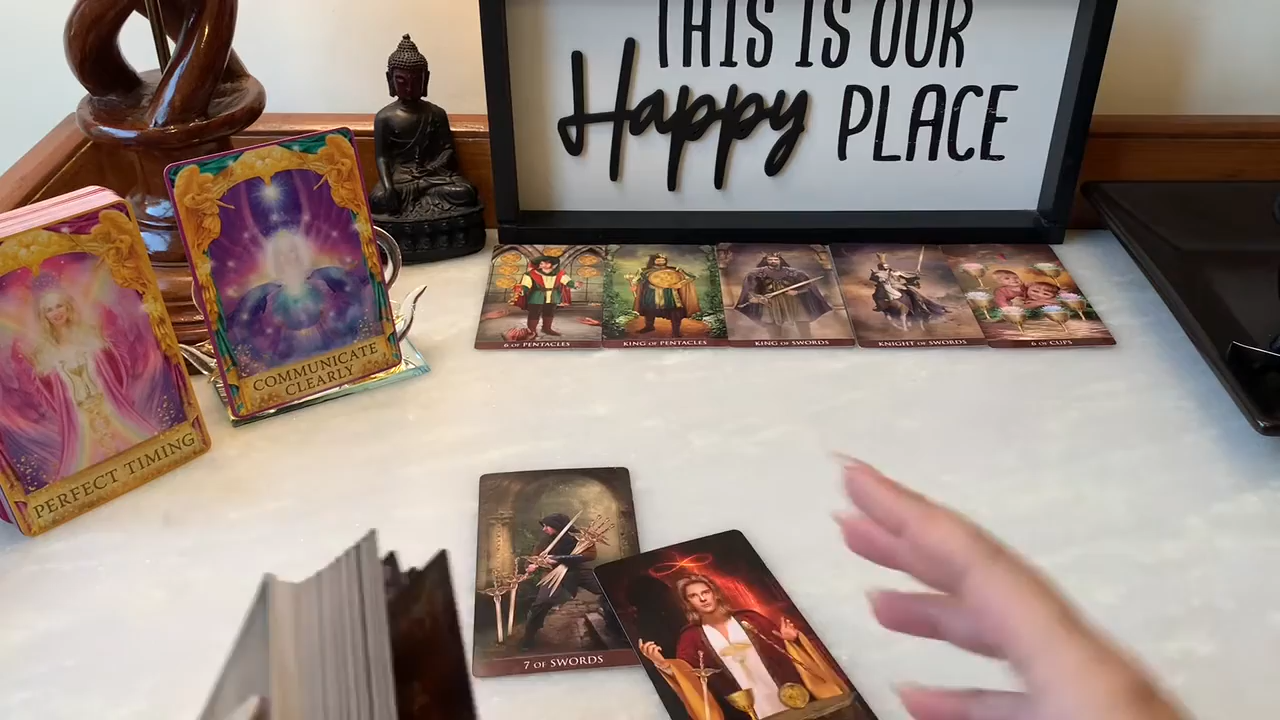 THIS IS OUR
Happy PLACE
6 OF PENTACLES
KING OF PENTACLES
KING OF SWORDS
KNIGHT OF SWORDS
6 OF CUPS
COMMUNICATE
CLEARLY
PERFECT TIMING
7 OF SWORDS